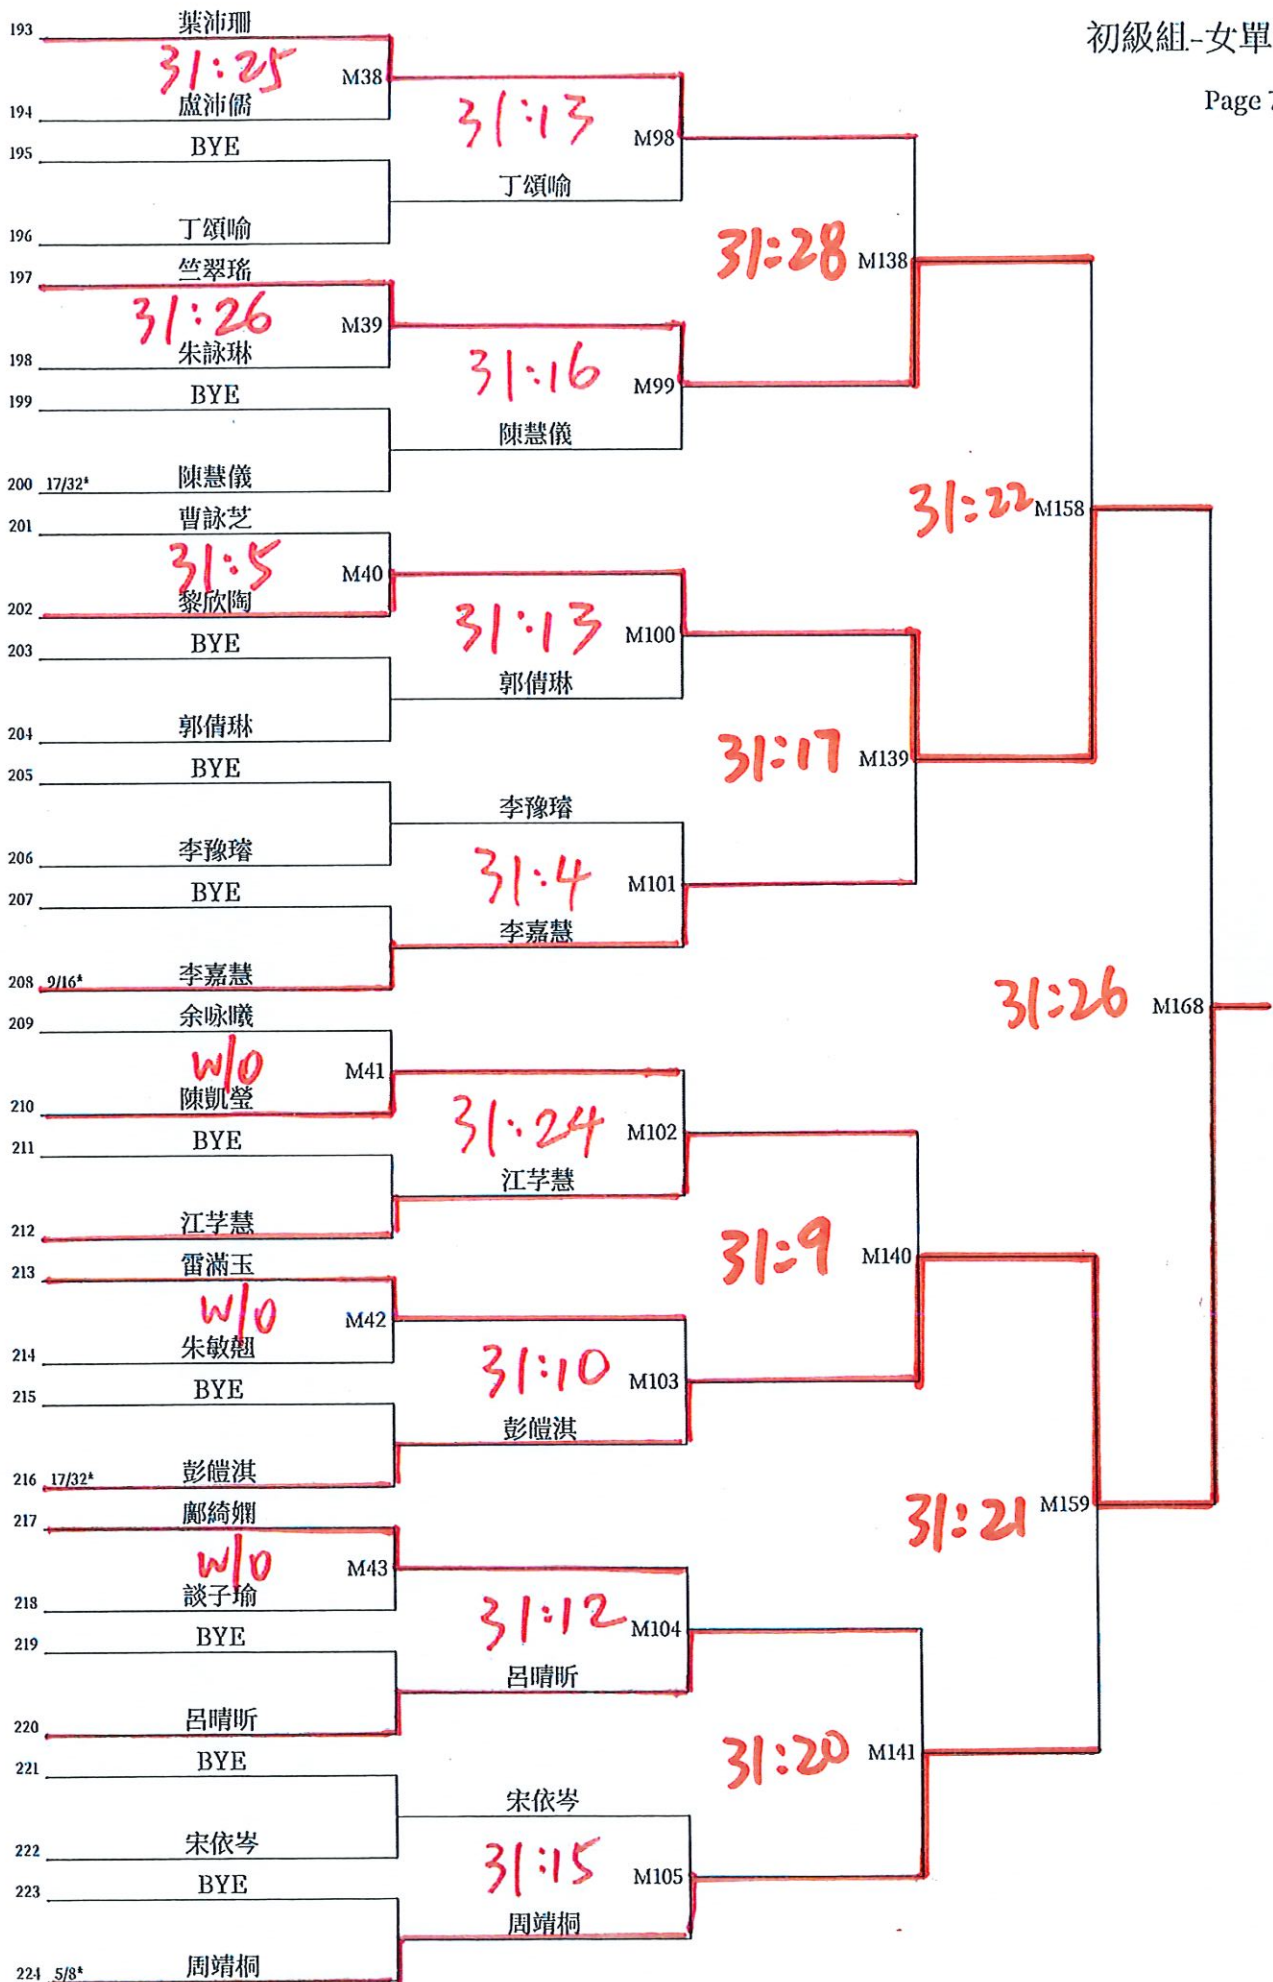 初級組-女單
Page 7
193 葉沛珊
31:25 M38
194 盧沛儒
31:13 M98
195 BYE
丁頌喻
196 丁頌喻
31:28 M138
197 竺翠瑤
31:26 M39
198 朱詠琳
31:16 M99
199 BYE
陳慧儀
200 17/32* 陳慧儀
31:22 M158
201 曹詠芝
31:5 M40
202 黎欣陶
31:13 M100
203 BYE
郭倩琳
204 郭倩琳
31:17 M139
205 BYE
李豫璿
206 李豫璿
31:4 M101
207 BYE
李嘉慧
208 9/16* 李嘉慧
31:26 M168
209 余咏曦
W/O M41
210 陳凱瑩
31:24 M102
211 BYE
江芓慧
212 江芓慧
31:9 M140
213 雷滿玉
W/O M42
214 朱敏翹
31:10 M103
215 BYE
彭皚淇
216 17/32* 彭皚淇
31:21 M159
217 鄺綺嫻
W/O M43
218 談子瑜
31:12 M104
219 BYE
呂晴昕
220 呂晴昕
31:20 M141
221 BYE
宋依岑
222 宋依岑
31:15 M105
223 BYE
周靖桐
224 5/8* 周靖桐